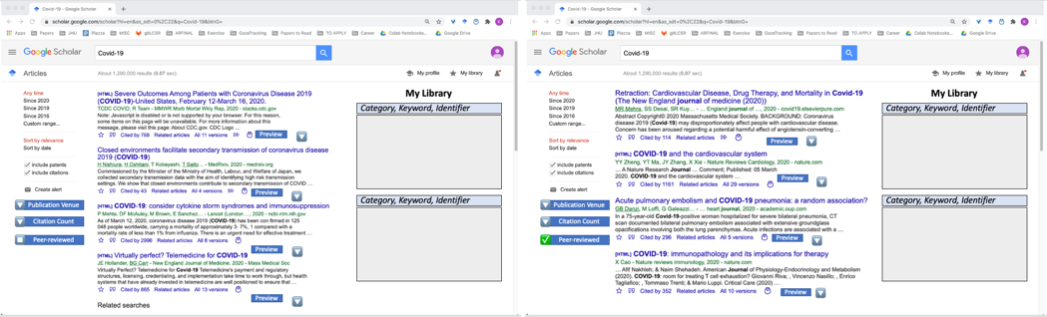 Covid-19 - Google Scholar
scholar.google.com/scholar?hl=en&as_sdt=0%2C22&q=Covid-19&btnG=
Apps Papers JHU Piazza WISC gitLCSR ARTINAL Exercise GoalTracking Papers to Read TO APPLY Career Wiki Colab Notebooks... Google Drive
Google Scholar
Covid-19
Articles
About 1,290,000 results (0.07 sec)
My profile
My library
Any time
Since 2020
Since 2019
Since 2016
Custom range...
Sort by relevance
Sort by date
include patents
include citations
Create alert
Publication Venue
Citation Count
Peer-reviewed
[HTML] Severe Outcomes Among Patients with Coronavirus Disease 2019
(COVID-19)-United States, February 12-March 16, 2020.
TCDC COVID, R Team - MMWR Morb Mortal Wkly Rep, 2020 - stacks.cdc.gov
Note: Javascript is disabled or is not supported by your browser. For this reason,
some items on this page will be unavailable. For more information about this
message, please visit this page: About CDC.gov. CDC Logo ...
Cited by 768 Related articles All 11 versions
Preview
Closed environments facilitate secondary transmission of coronavirus disease
2019 (COVID-19)
H Nishiura, H Oshitani, T Kobayashi, T Saito... - MedRxiv, 2020 - medrxiv.org
Commissioned by the Minister of the Ministry of Health, Labour, and Welfare of Japan, we
collected secondary transmission data with the aim of identifying high risk transmission
settings. We show that closed environments contribute to secondary transmission of COVID ...
Cited by 43 Related articles All 4 versions
Preview
[HTML] COVID-19: consider cytokine storm syndromes and immunosuppression
P Mehta, DF McAuley, M Brown, E Sanchez... - Lancet (London ..., 2020 - ncbi.nlm.nih.gov
As of March 12, 2020, coronavirus disease 2019 (COVID-19) has been confirmed in 125
048 people worldwide, carrying a mortality of approximately 3· 7%, 1 compared with a
mortality rate of less than 1% from influenza. There is an urgent need for effective treatment ...
Cited by 2986 Related articles All 8 versions
Preview
[HTML] Virtually perfect? Telemedicine for COVID-19
JE Hollander, BG Carr - New England Journal of Medicine, 2020 - Mass Medical Soc
Virtually Perfect? Telemedicine for Covid-19 Telemedicine's payment and regulatory
structures, licensing, credentialing, and implementation take time to work through, but health
systems that have already invested in telemedicine are well positioned to ensure that ...
Cited by 865 Related articles All 13 versions
Preview
Related searches
My Library
Category, Keyword, Identifier
Category, Keyword, Identifier
Covid-19 - Google Scholar
scholar.google.com/scholar?hl=en&as_sdt=0%2C22&q=Covid-19&btnG=
Apps Papers JHU Piazza WISC gitLCSR ARTINAL Exercise GoalTracking Papers to Read TO APPLY Career Wiki Colab Notebooks... Google Drive
Google Scholar
Covid-19
Articles
About 1,290,000 results (0.07 sec)
My profile
My library
Any time
Since 2020
Since 2019
Since 2016
Custom range...
Sort by relevance
Sort by date
include patents
include citations
Create alert
Publication Venue
Citation Count
Peer-reviewed
Retraction: Cardiovascular Disease, Drug Therapy, and Mortality in Covid-19
(The New England journal of medicine (2020))
MR Mehra, SS Desai, SR Kuy... - England journal of ..., 2020 - covid19.elsevierpure.com
Abstract Copyright© 2020 Massachusetts Medical Society. BACKGROUND: Coronavirus
disease 2019 (Covid-19) may disproportionately affect people with cardiovascular disease.
Concern has been aroused regarding a potential harmful effect of angiotensin-converting ...
Cited by 114 Related articles
Preview
[HTML] COVID-19 and the cardiovascular system
YY Zheng, YT Ma, JY Zhang, X Xie - Nature Reviews Cardiology, 2020 - nature.com
... A Nature Research Journal ... Comment; Published: 05 March
2020. COVID-19 and the cardiovascular system ...
Cited by 1161 Related articles All 29 versions
Preview
Acute pulmonary embolism and COVID-19 pneumonia: a random association?
GB Danzi, M Loffi, G Galeazzi... - heart journal, 2020 - academic.oup.com
In a 75-year-old Covid-19-positive woman hospitalized for severe bilateral pneumonia, CT
scan documented bilateral pulmonary embolism associated with extensive groundglass
opacifications involving both the lung parenchymas. Acute infections are associated with a ...
Cited by 296 Related articles All 5 versions
Preview
[HTML] COVID-19: immunopathology and its implications for therapy
X Cao - Nature reviews immunology, 2020 - nature.com
... AM Nakhleh; & Naim Shehadeh. American Journal of Physiology-Endocrinology and Metabolism
(2020). COVID-19: room for treating T cell exhaustion? Giovanni Riva; , Vincenzo Nasillo; , Enrico
Tagliafico; , Tommaso Trenti; & Mario Luppi. Critical Care (2020) ...
Cited by 352 Related articles All 10 versions
Preview
My Library
Category, Keyword, Identifier
Category, Keyword, Identifier